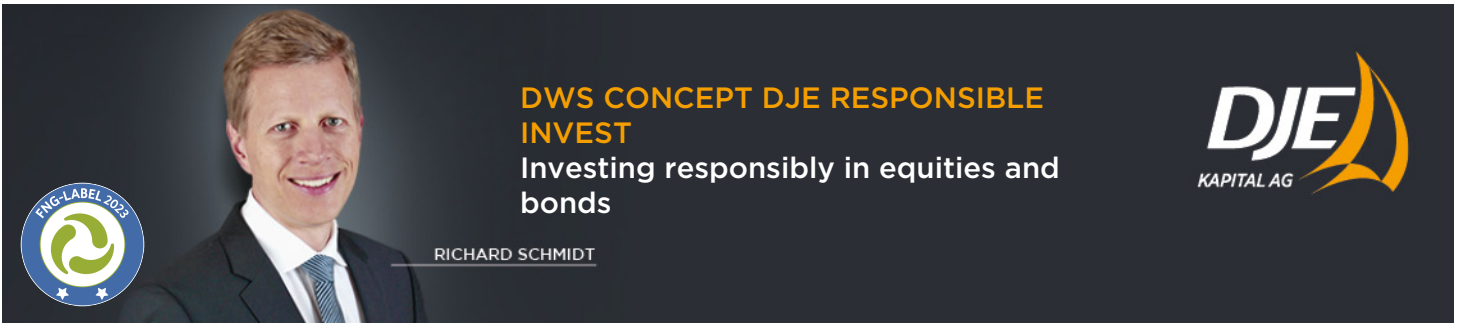 DWS CONCEPT DJE RESPONSIBLE
INVEST
Investing responsibly in equities and
bonds
RICHARD SCHMIDT
FNG-LABEL 2023
DJE
KAPITAL AG